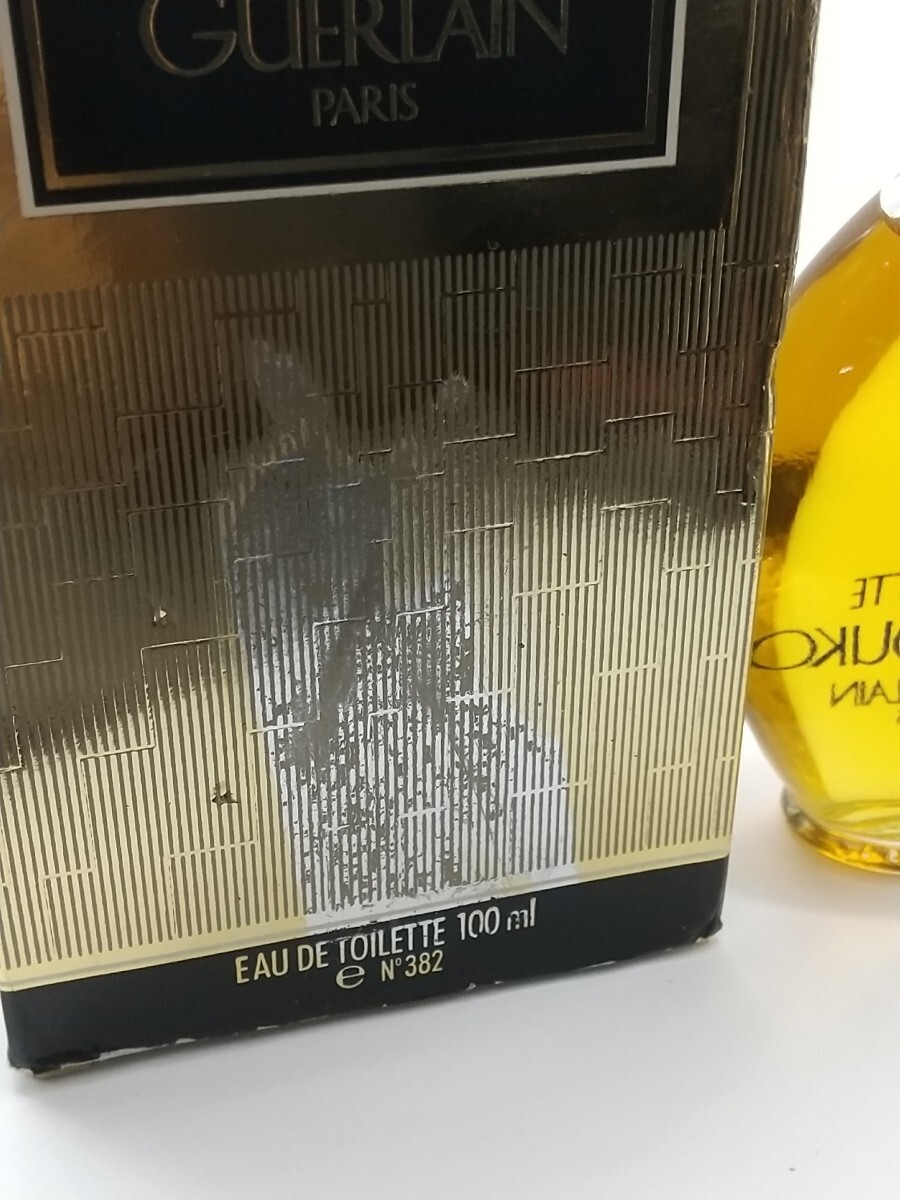 GUERLAIN
PARIS
EAU DE TOILETTE 100 ml
e N°382
TTE
OUKO
LAIN